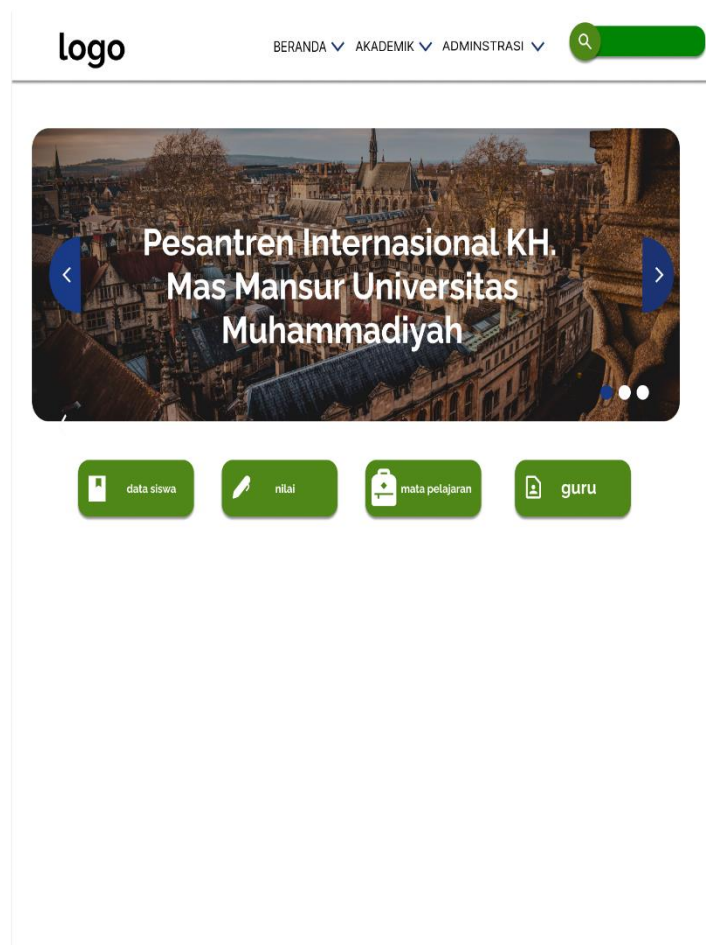 logo
BERANDA
AKADEMIK
ADMINSTRASI
Pesantren Internasional KH.
Mas Mansur Universitas
Muhammadiyah
data siswa
nilai
mata pelajaran
guru